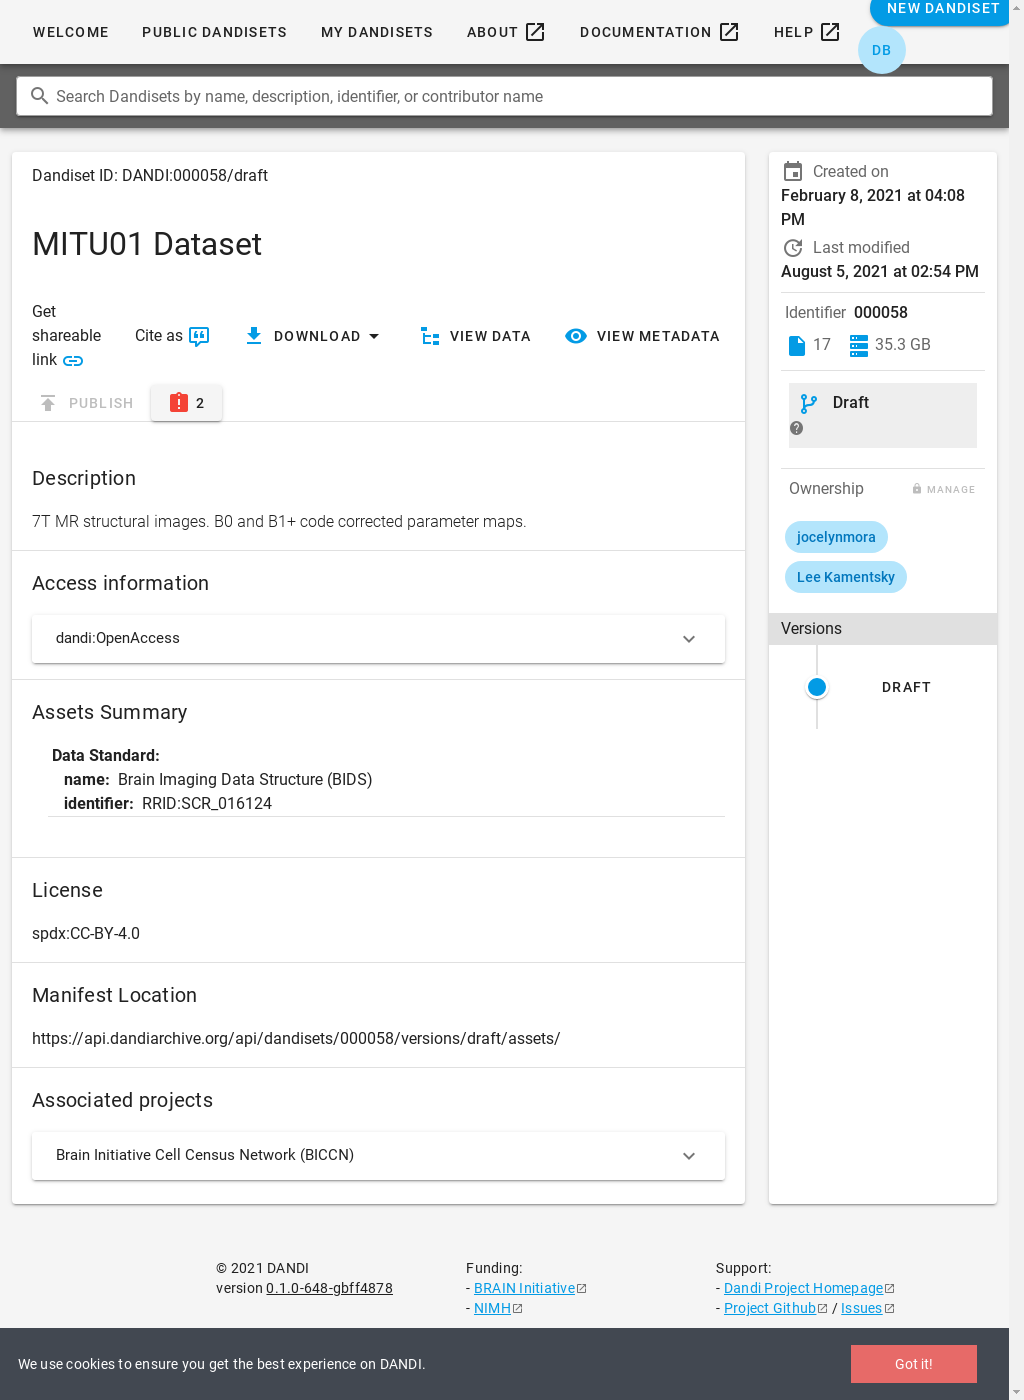 WELCOME PUBLIC DANDISETS MY DANDISETS ABOUT DOCUMENTATION HELP NEW DANDISET
DB
Search Dandisets by name, description, identifier, or contributor name
Dandiset ID: DANDI:000058/draft
MITU01 Dataset
Get shareable link
Cite as
DOWNLOAD
VIEW DATA
VIEW METADATA
PUBLISH
2
Description
7T MR structural images. B0 and B1+ code corrected parameter maps.
Access information
dandi:OpenAccess
Assets Summary
Data Standard:
name: Brain Imaging Data Structure (BIDS)
identifier: RRID:SCR_016124
License
spdx:CC-BY-4.0
Manifest Location
https://api.dandiarchive.org/api/dandisets/000058/versions/draft/assets/
Associated projects
Brain Initiative Cell Census Network (BICCN)
Created on
February 8, 2021 at 04:08
PM
Last modified
August 5, 2021 at 02:54 PM
Identifier 000058
17 35.3 GB
Draft
Ownership MANAGE
jocelynmora
Lee Kamentsky
Versions
DRAFT
© 2021 DANDI
version 0.1.0-648-gbff4878
Funding:
- BRAIN Initiative
- NIMH
Support:
- Dandi Project Homepage
- Project Github / Issues
We use cookies to ensure you get the best experience on DANDI.
Got it!